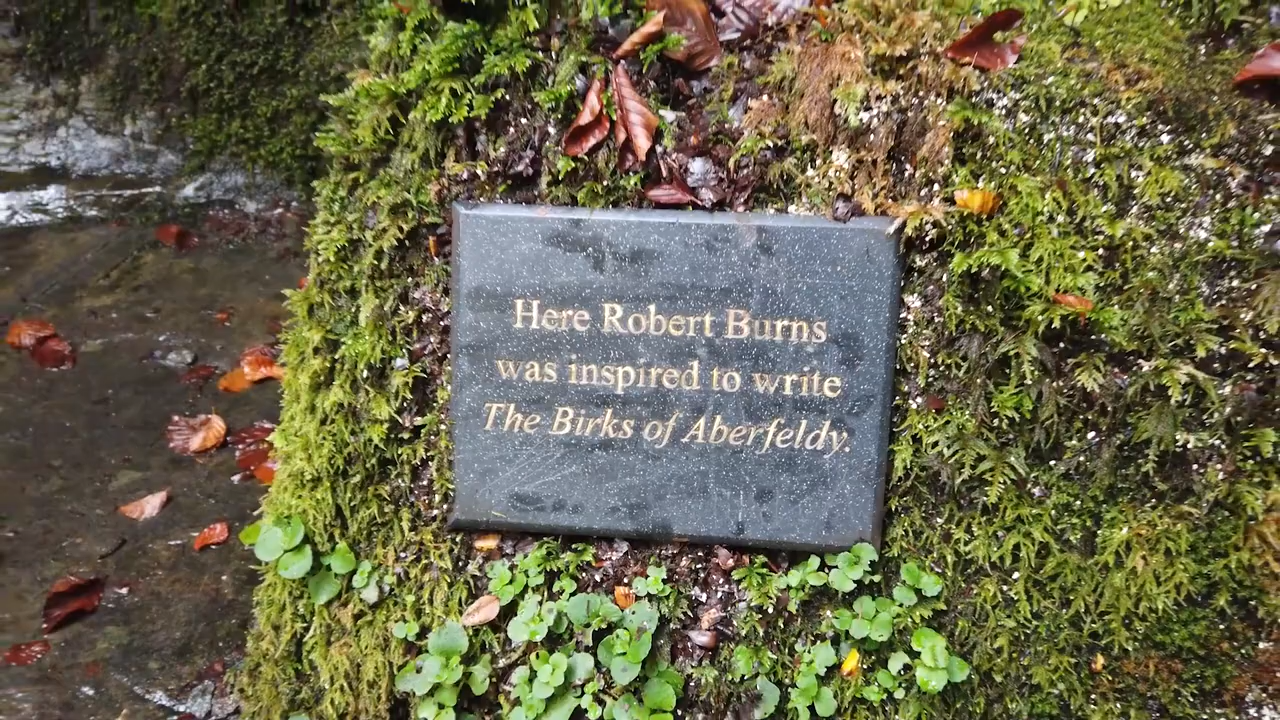 Here Robert Burns
was inspired to write
The Birks of Aberfeldy.